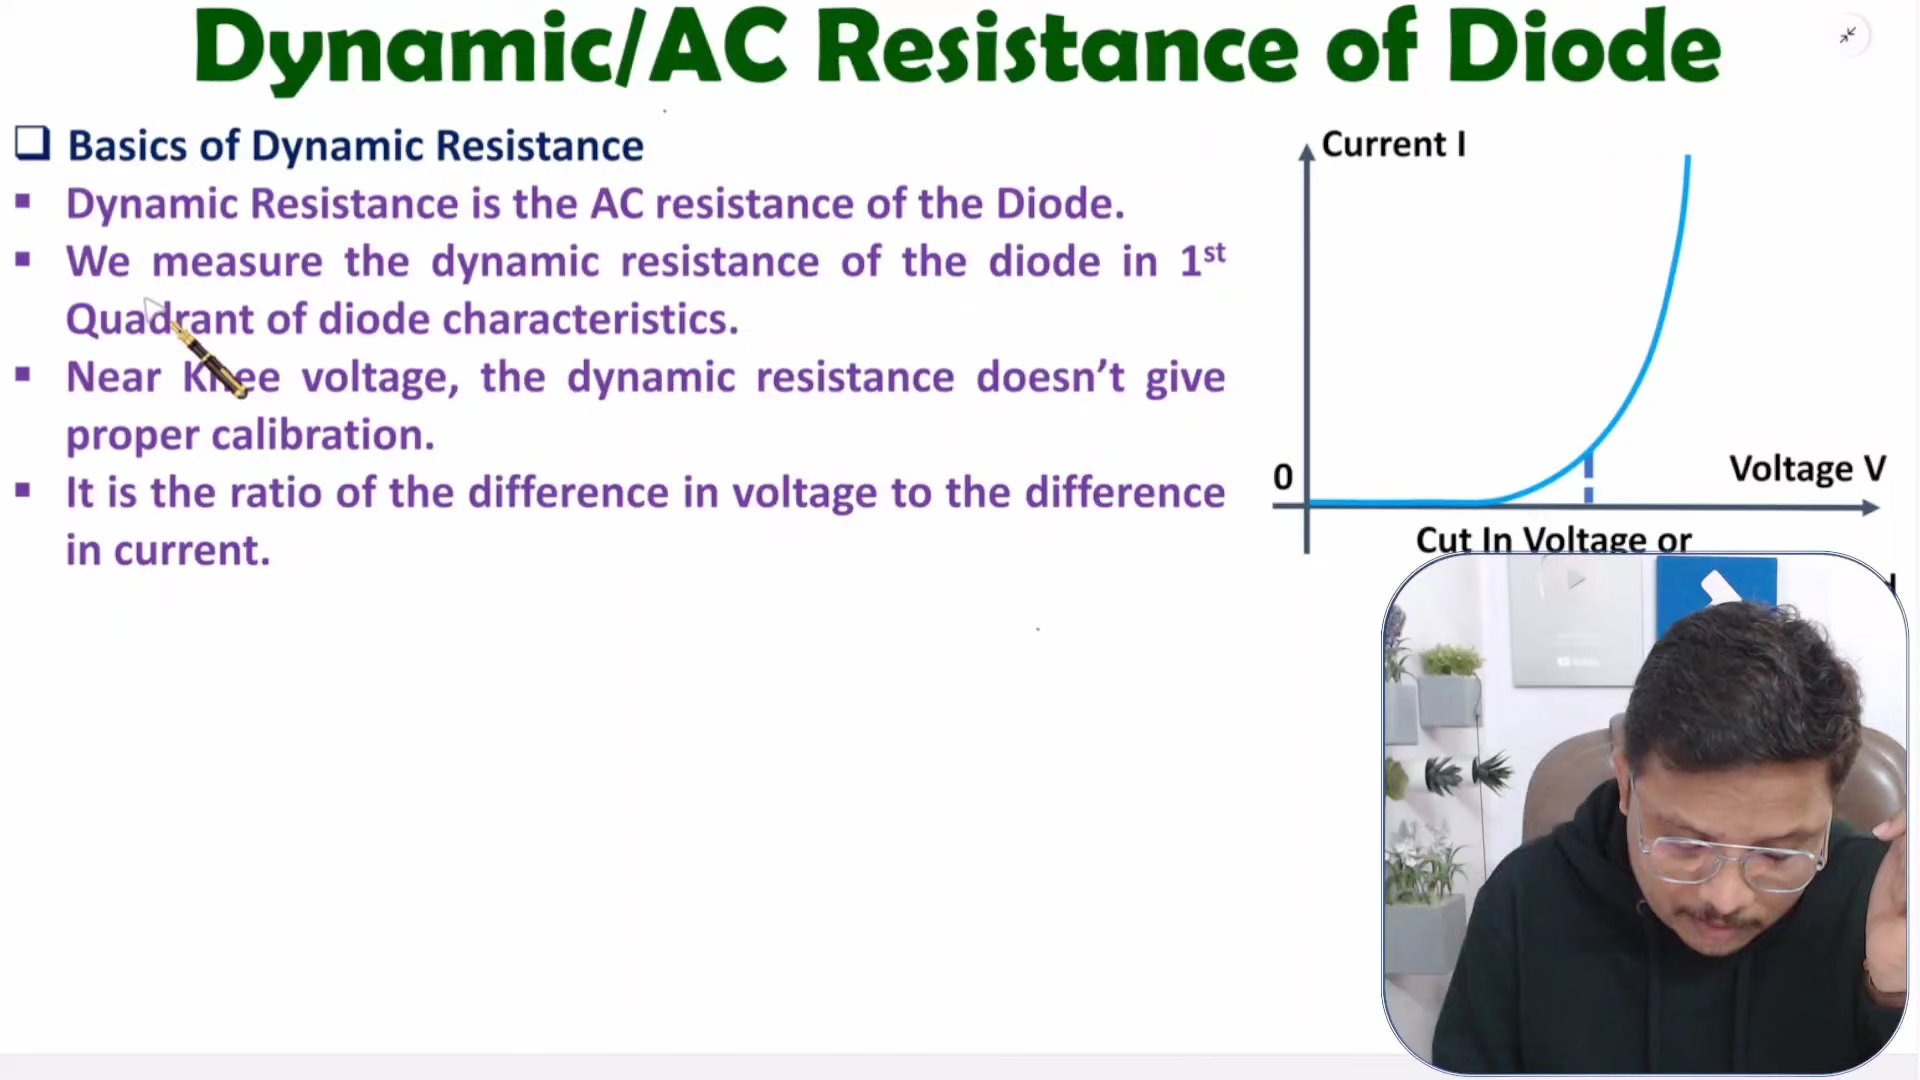 Dynamic/AC Resistance of Diode
Basics of Dynamic Resistance
Dynamic Resistance is the AC resistance of the Diode.
We measure the dynamic resistance of the diode in 1st
Quadrant of diode characteristics.
Near Knee voltage, the dynamic resistance doesn’t give
proper calibration.
It is the ratio of the difference in voltage to the difference
in current.
Current I
0
Voltage V
Cut In Voltage or